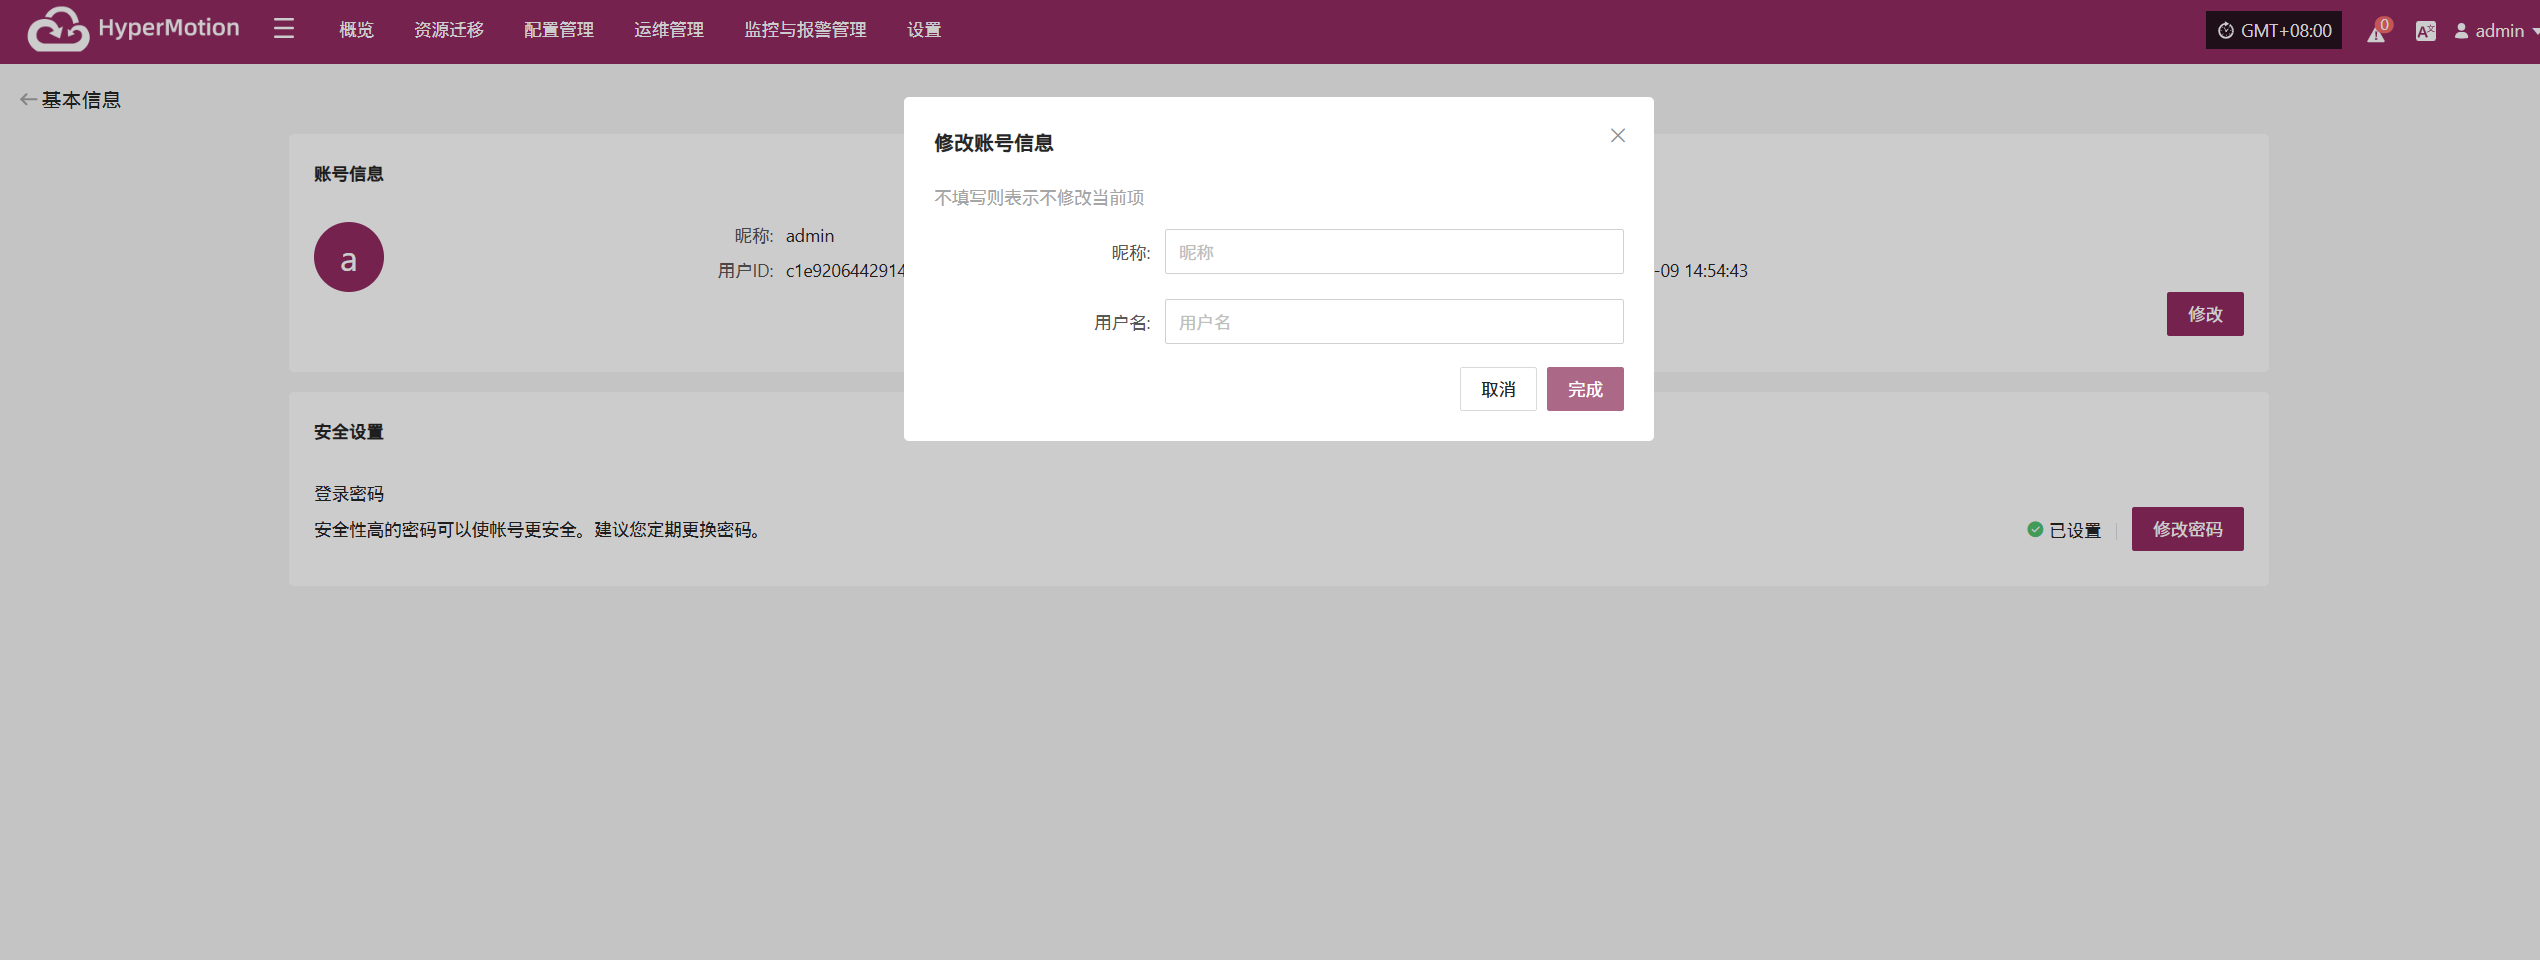 HyperMotion 概览 资源迁移 配置管理 运维管理 监控与报警管理 设置 GMT+08:00 0 admin
基本信息
修改账号信息
账号信息
不填写则表示不修改当前项
a
昵称: admin
昵称: 昵称
用户ID: c1e9206442914
-09 14:54:43
修改
用户名: 用户名
取消 完成
安全设置
登录密码
安全性高的密码可以使帐号更安全。建议您定期更换密码。
已设置 修改密码